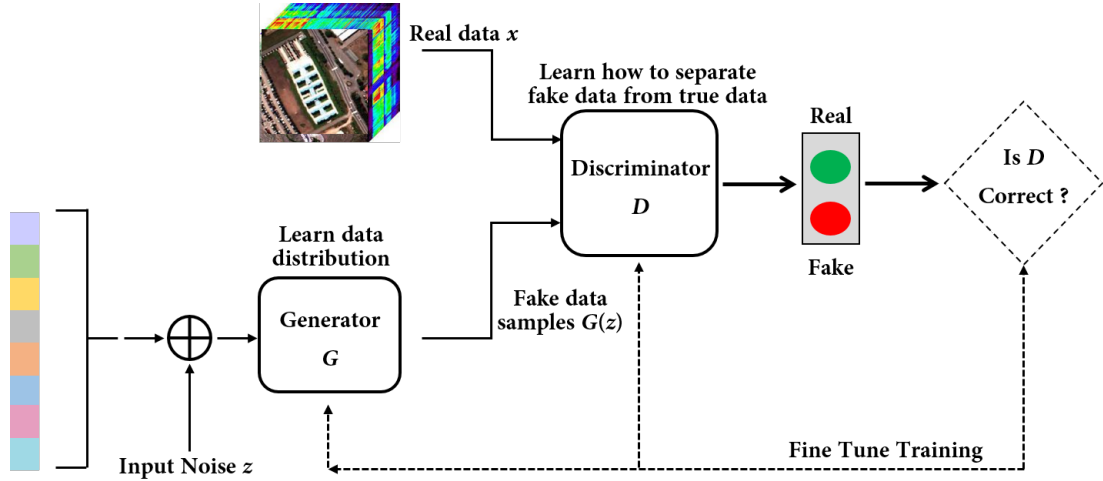 Real data x
Learn how to separate
fake data from true data
Real
Discriminator
D
Is D
Correct ?
Learn data
distribution
Fake
Generator
G
Fake data
samples G(z)
Input Noise z
Fine Tune Training